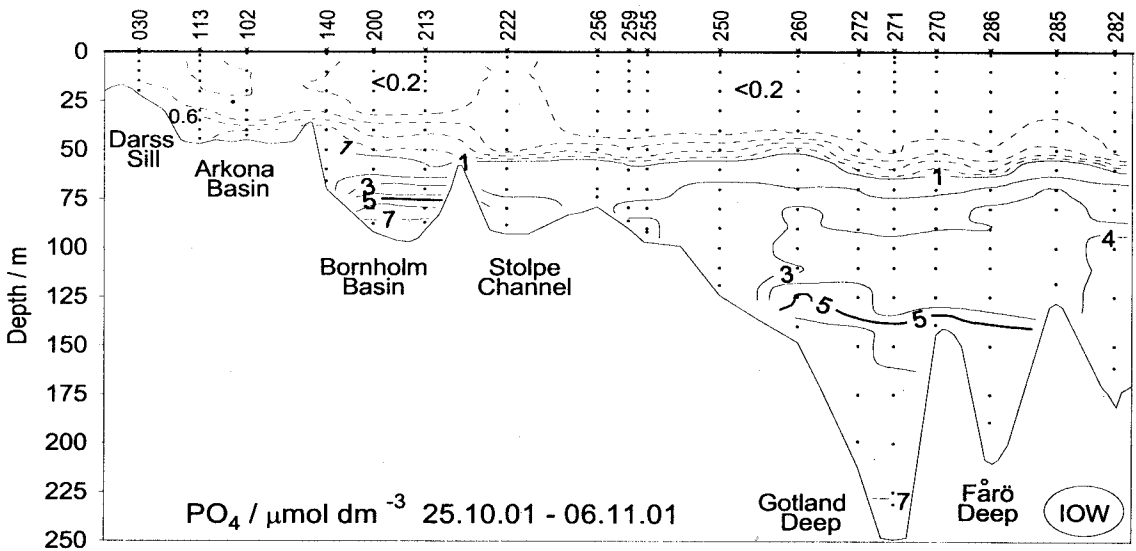 030 113 102 140 200 213 222 256 259 255 250 260 272 271 270 286 285 282
0
25
50
75
100
125
150
175
200
225
250
Depth / m
<0.2
<0.2
0.6
Darss
Sill
Arkona
Basin
1
1
1
3
5
7
4
Bornholm
Basin
Stolpe
Channel
3
5
5
7
Gotland
Deep
Fårö
Deep
IOW
PO₄ / μmol dm ⁻³ 25.10.01 - 06.11.01